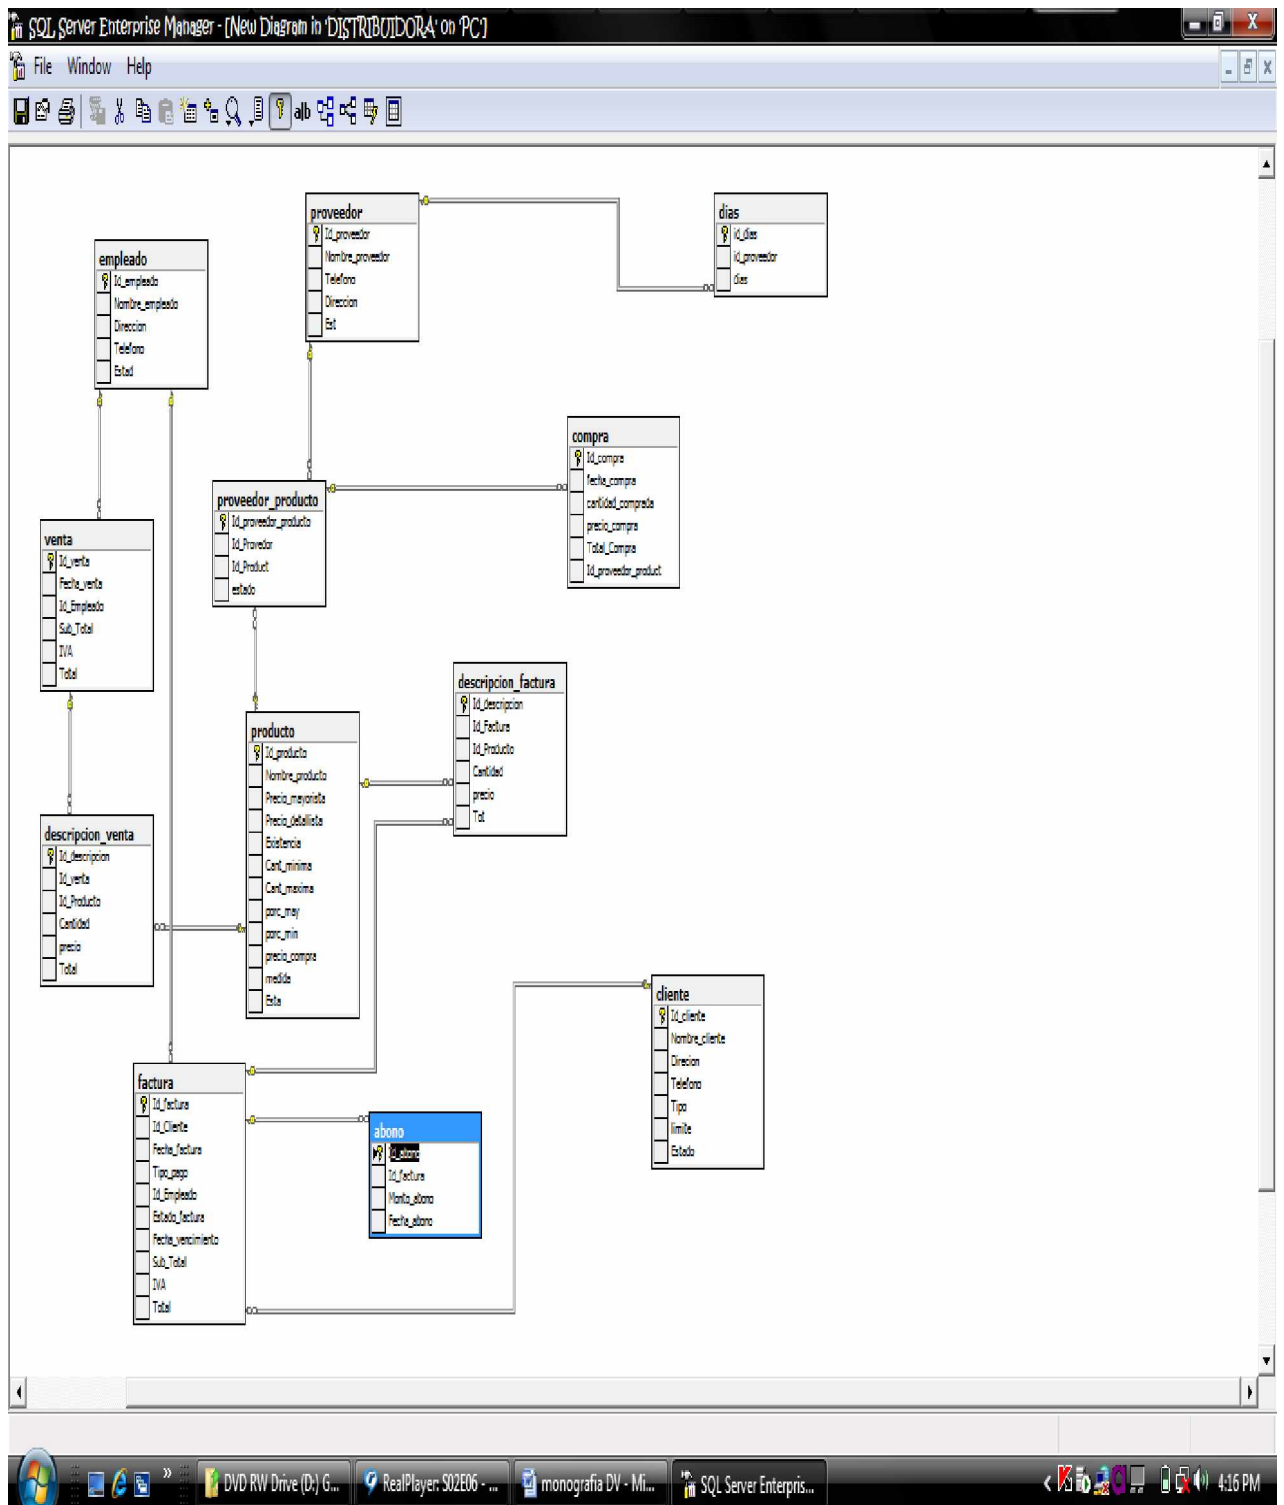 SQL Server Enterprise Manager - [New Diagram in 'DISTRIBUIDORA' on 'PC']
File Window Help
a|b
proveedor
Id_proveedor
Nombre_proveedor
Telefono
Direccion
Est
dias
id_dias
id_proveedor
dias
empleado
Id_empleado
Nombre_empleado
Direccion
Telefono
Estad
compra
Id_compra
fecha_compra
cantidad_comprada
precio_compra
Total_Compra
Id_proveedor_product
proveedor_producto
Id_proveedor_producto
Id_Provedor
Id_Product
estado
venta
Id_venta
Fecha_venta
Id_Empleado
Sub_Total
IVA
Total
descripcion_factura
Id_descripcion
Id_Factura
Id_Producto
Cantidad
precio
Tot
producto
Id_producto
Nombre_producto
Precio_mayorista
Precio_detallista
Existencia
Cant_minima
Cant_maxima
porc_may
porc_min
precio_compra
medida
Esta
descripcion_venta
Id_descripcion
Id_venta
Id_Producto
Cantidad
precio
Total
cliente
Id_cliente
Nombre_cliente
Direcion
Telefono
Tipo
limite
Estado
factura
Id_factura
Id_Cliente
Fecha_factura
Tipo_pago
Id_Empleado
Estado_factura
Fecha_vencimiento
Sub_Total
IVA
Total
abono
Id_abono
Id_factura
Monto_abono
Fecha_abono
DVD RW Drive (D:) G...
RealPlayer: S02E06 - ...
monografia DV - Mi...
SQL Server Enterpris...
4:16 PM